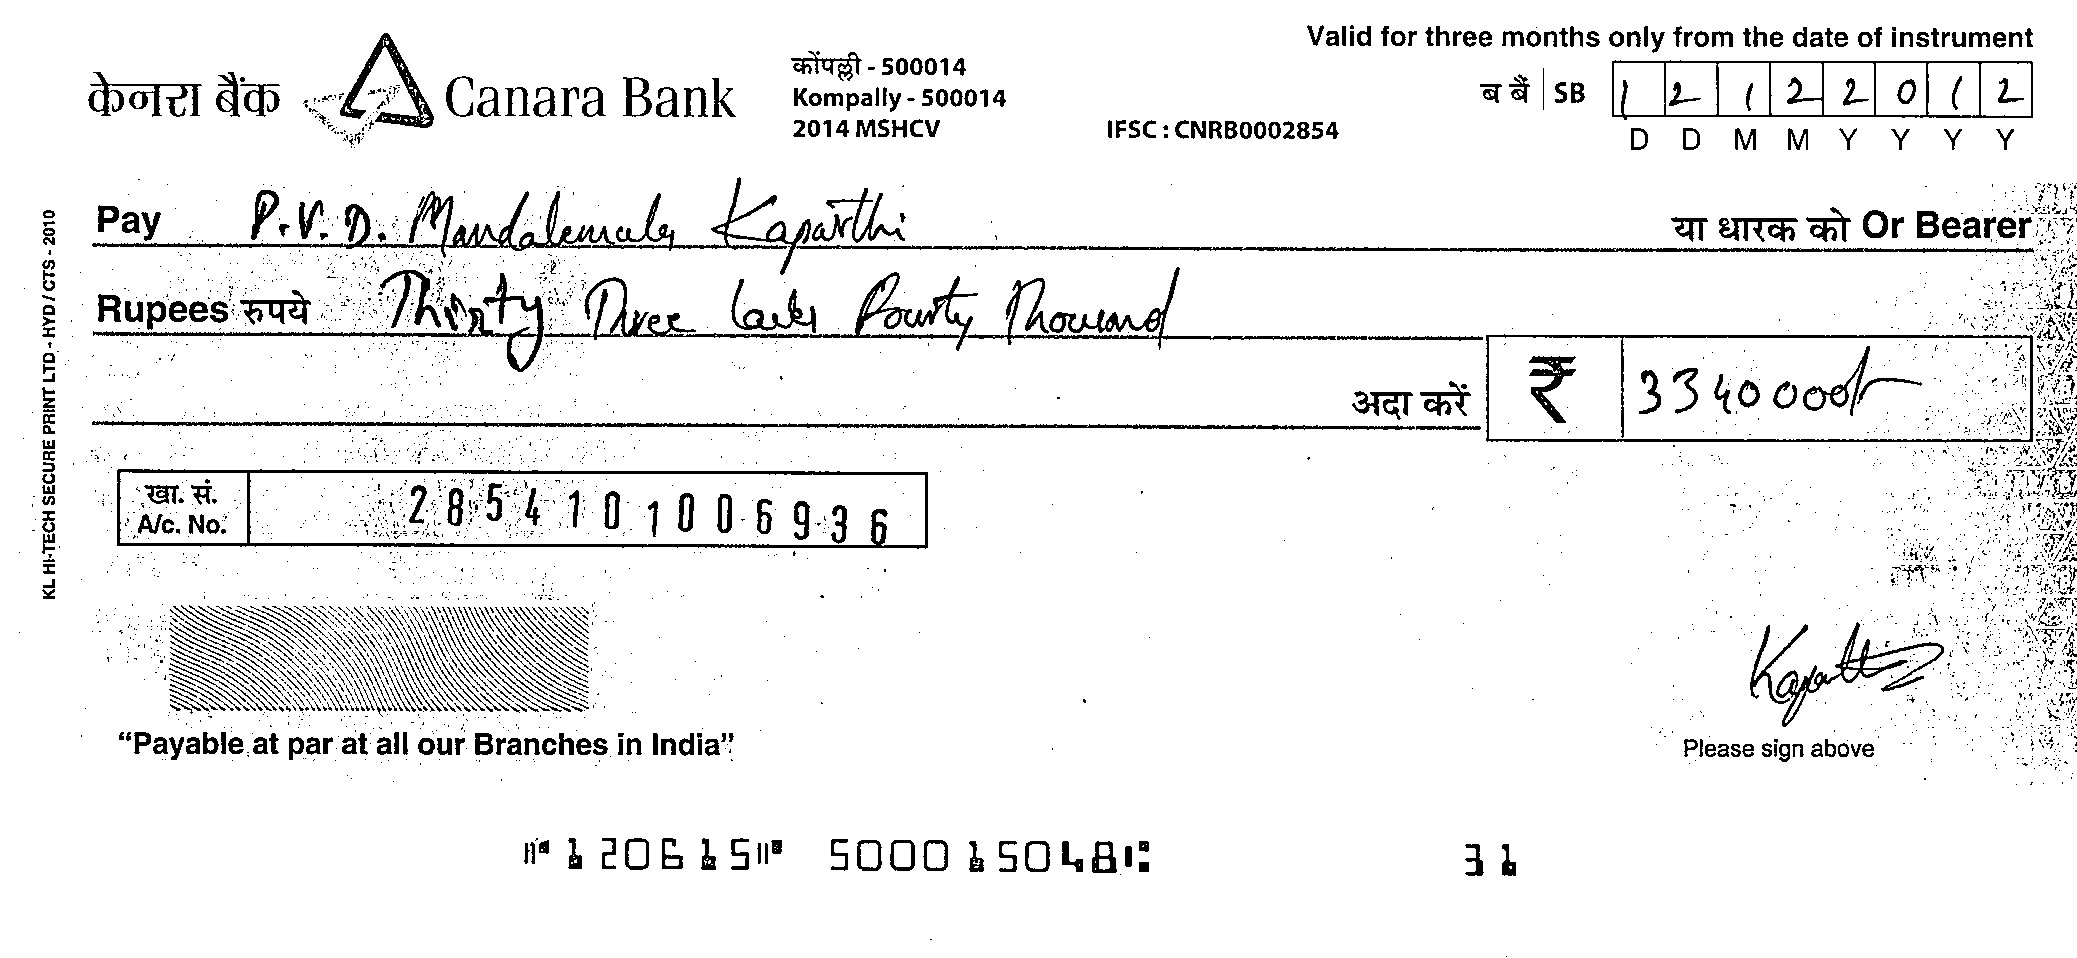 Valid for three months only from the date of instrument
केनरा बैंक Canara Bank
कोंपल्ली - 500014
Kompally - 500014
2014 MSHCV
IFSC : CNRB0002854
ब बैं SB 1 2 1 2 2 0 1 2
D D M M Y Y Y Y
Pay P.V.D. Kaparthi या धारक को Or Bearer
Rupees रुपये Thirty Three lacks Fourty Thousand
अदा करें ₹ 3340000/-
खा. सं.
A/c. No. 2854101006936
KL HI-TECH SECURE PRINT LTD - HYD / CTS - 2010
"Payable at par at all our Branches in India"
Kaparthi
Please sign above
⑈120615⑈ 500015048⑆ 31